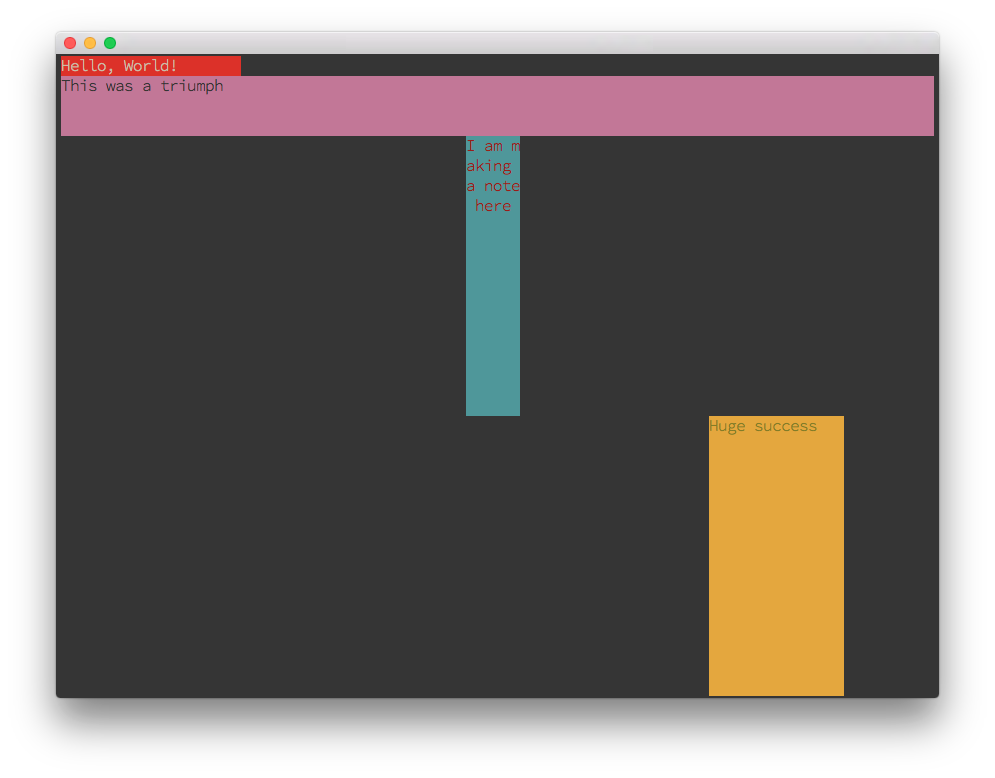 Hello, World!
This was a triumph
I am m
aking
a note
here
Huge success